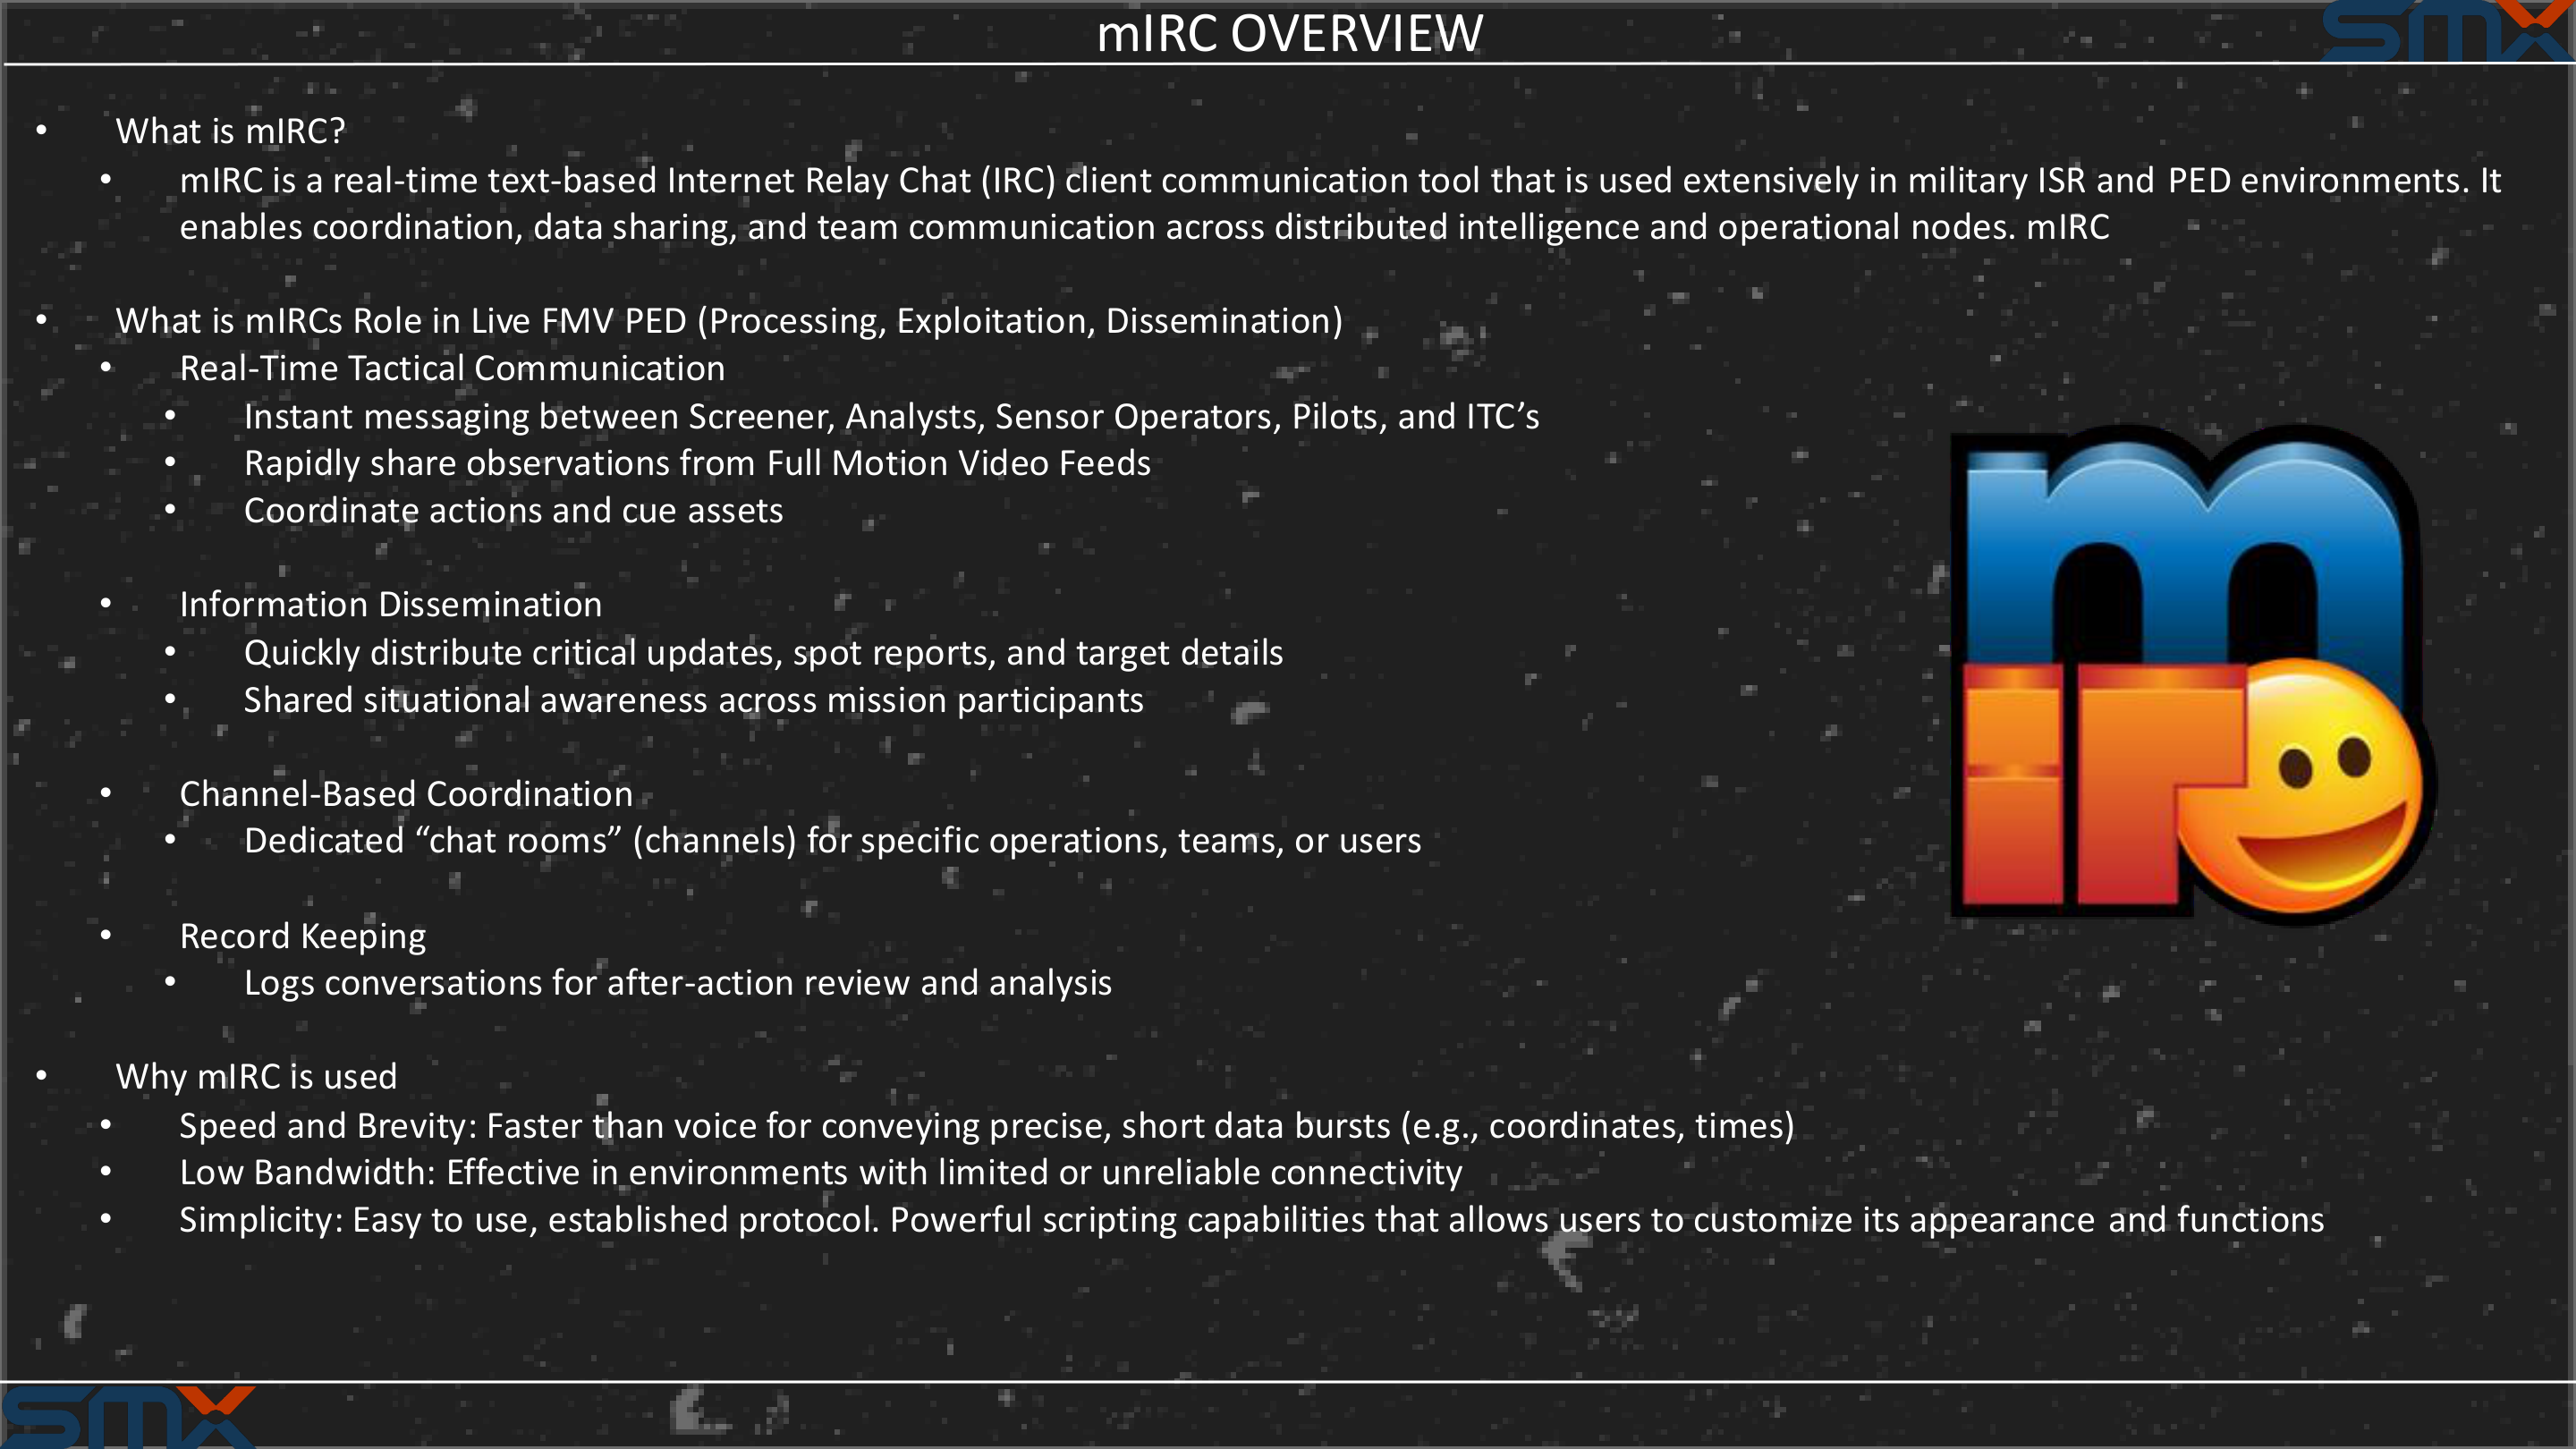 mIRC OVERVIEW
smx
• What is mIRC?
• mIRC is a real-time text-based Internet Relay Chat (IRC) client communication tool that is used extensively in military ISR and PED environments. It
enables coordination, data sharing, and team communication across distributed intelligence and operational nodes. mIRC
• What is mIRCs Role in Live FMV PED (Processing, Exploitation, Dissemination)
• Real-Time Tactical Communication
• Instant messaging between Screener, Analysts, Sensor Operators, Pilots, and ITC’s
• Rapidly share observations from Full Motion Video Feeds
• Coordinate actions and cue assets
• Information Dissemination
• Quickly distribute critical updates, spot reports, and target details
• Shared situational awareness across mission participants
• Channel-Based Coordination
• Dedicated “chat rooms” (channels) for specific operations, teams, or users
• Record Keeping
• Logs conversations for after-action review and analysis
• Why mIRC is used
• Speed and Brevity: Faster than voice for conveying precise, short data bursts (e.g., coordinates, times)
• Low Bandwidth: Effective in environments with limited or unreliable connectivity
• Simplicity: Easy to use, established protocol. Powerful scripting capabilities that allows users to customize its appearance and functions
m
irc
smx